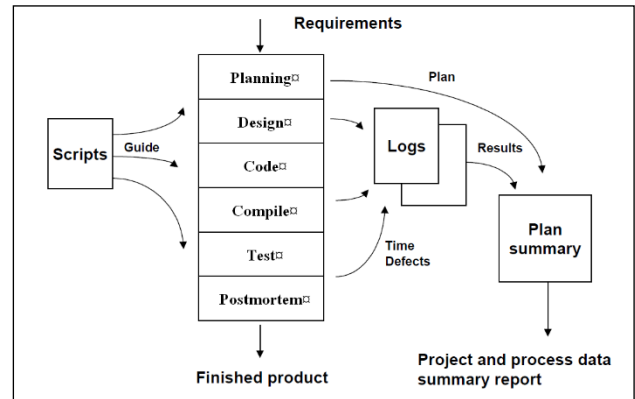 Requirements
Planning¤
Plan
Design¤
Scripts
Guide
Logs
Results
Code¤
Compile¤
Plan
summary
Test¤
Time
Defects
Postmortem¤
Finished product
Project and process data
summary report